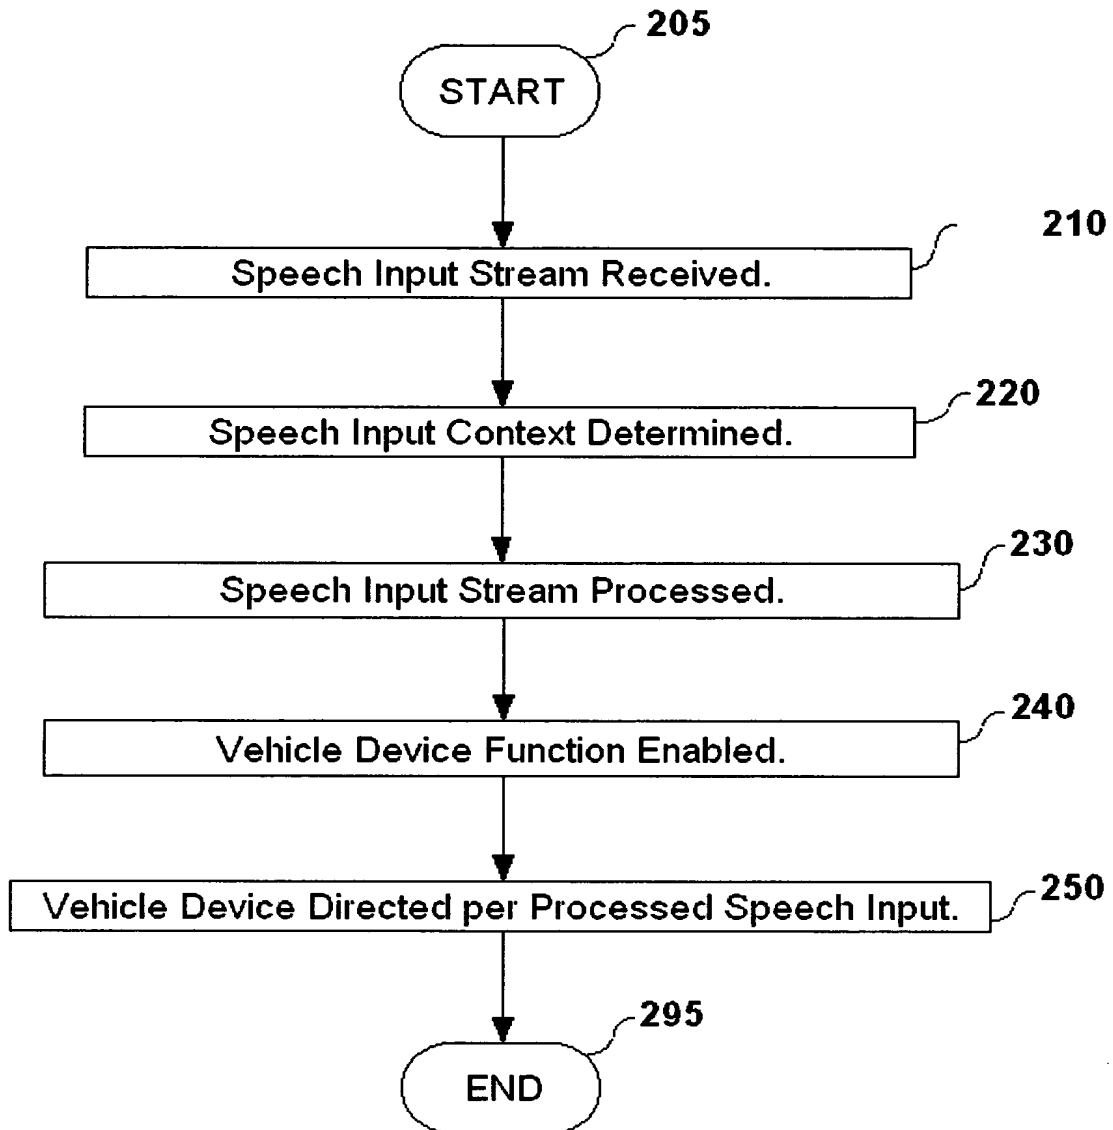 205
START
210
Speech Input Stream Received.
220
Speech Input Context Determined.
230
Speech Input Stream Processed.
240
Vehicle Device Function Enabled.
250
Vehicle Device Directed per Processed Speech Input.
295
END